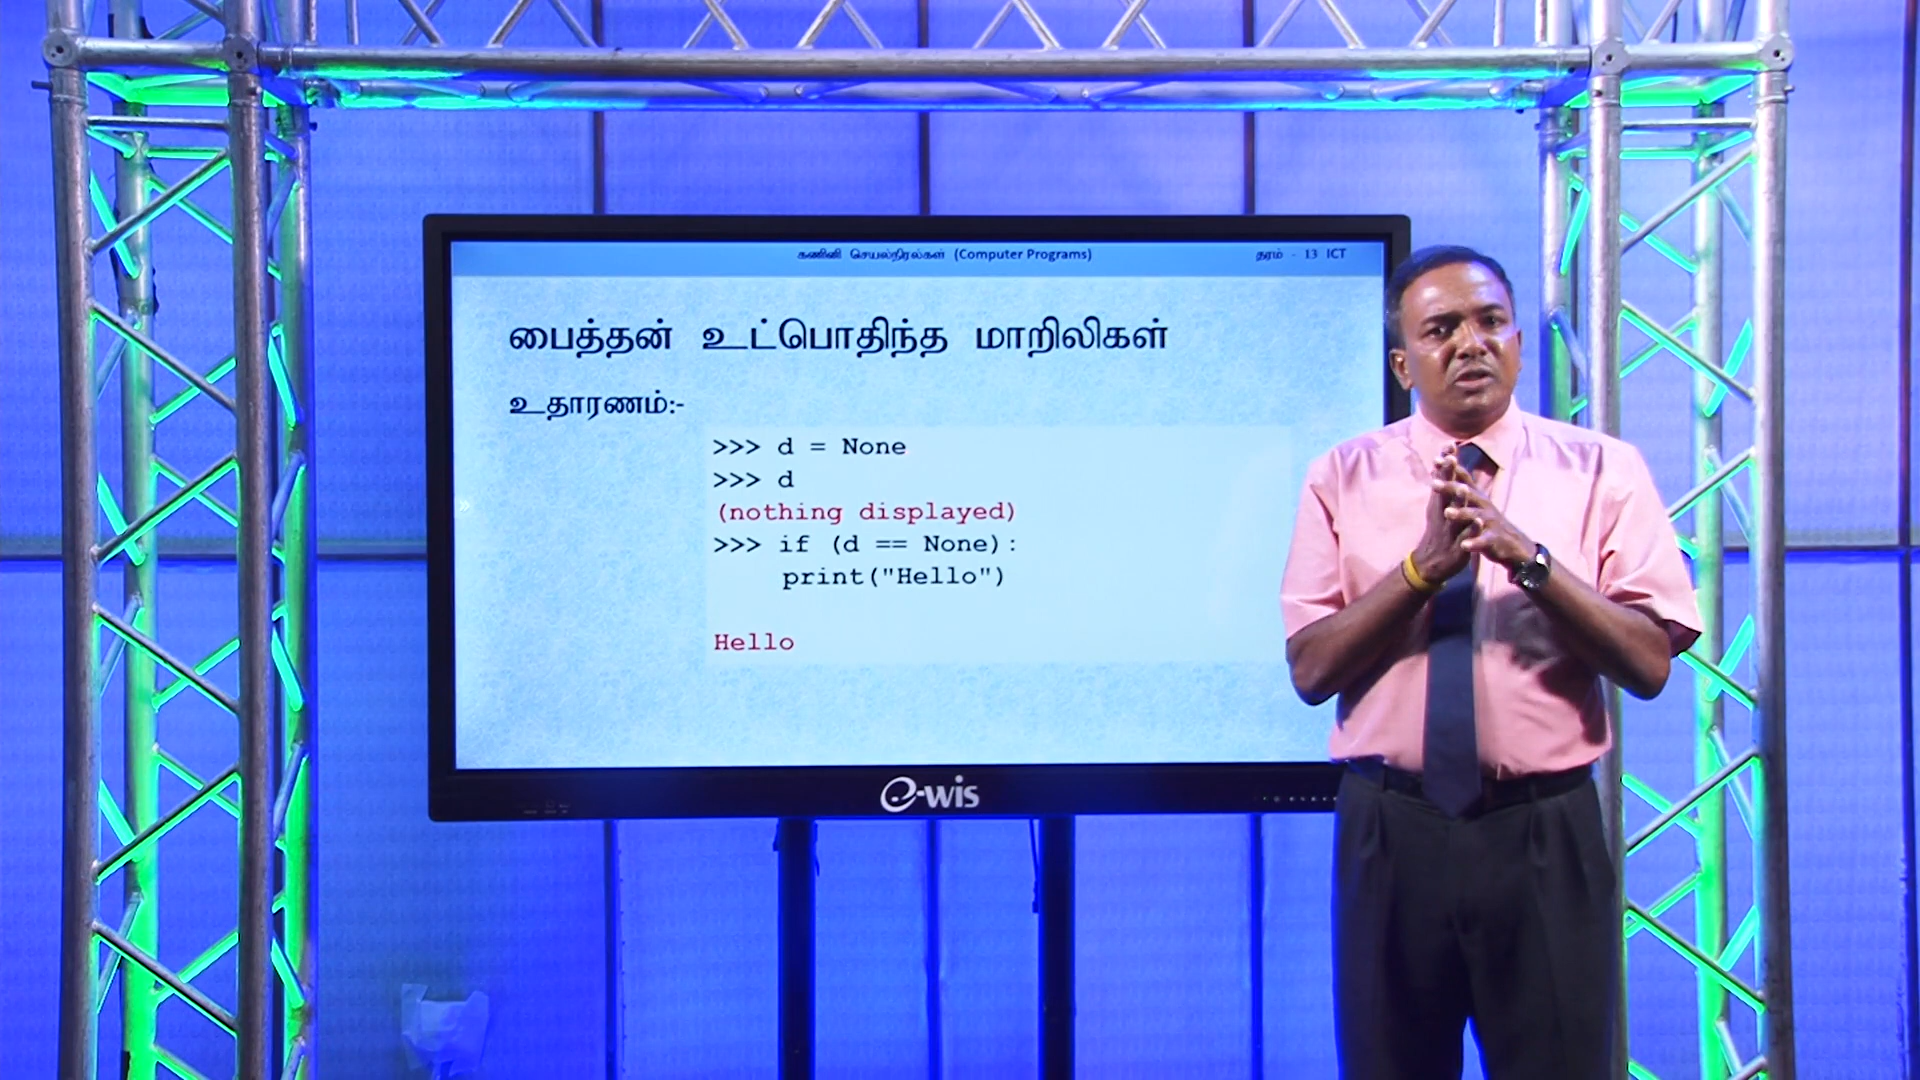 கணினி செயல்நிரல்கள் (Computer Programs) தரம் - 13 ICT
பைத்தன் உட்பொதிந்த மாறிலிகள்
உதாரணம்:-
>>> d = None
>>> d
(nothing displayed)
>>> if (d == None):
print("Hello")
Hello
e-wis